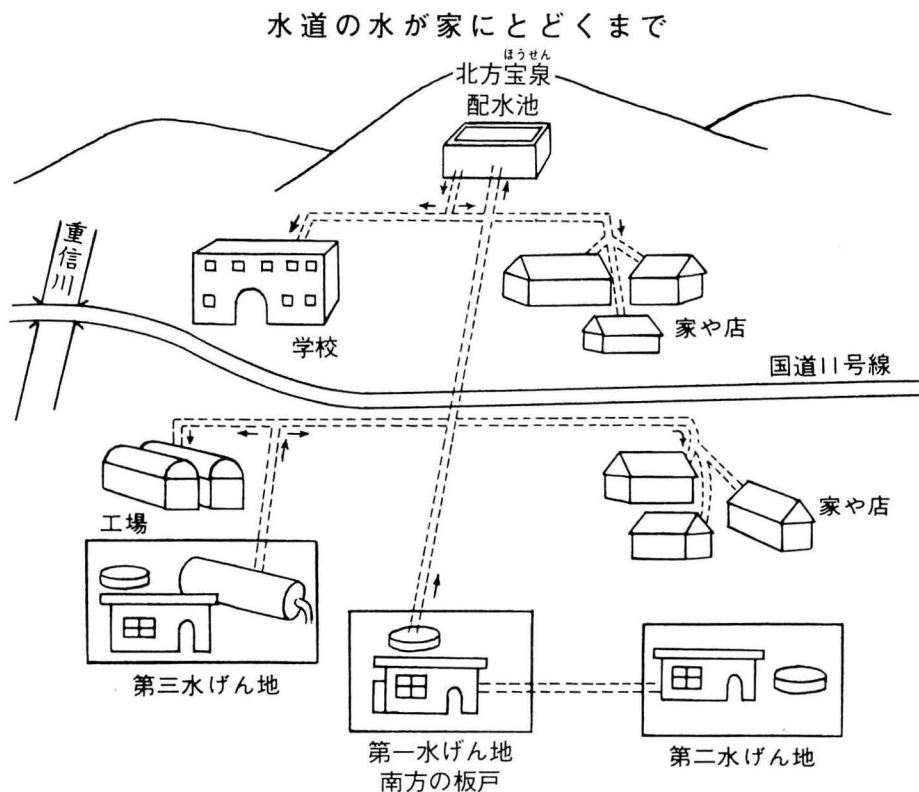 水道の水が家にとどくまで
ほうせん
北方宝泉
配水池
重信川
学校
家や店
国道11号線
工場
家や店
第三水げん地
第一水げん地
南方の板戸
第二水げん地